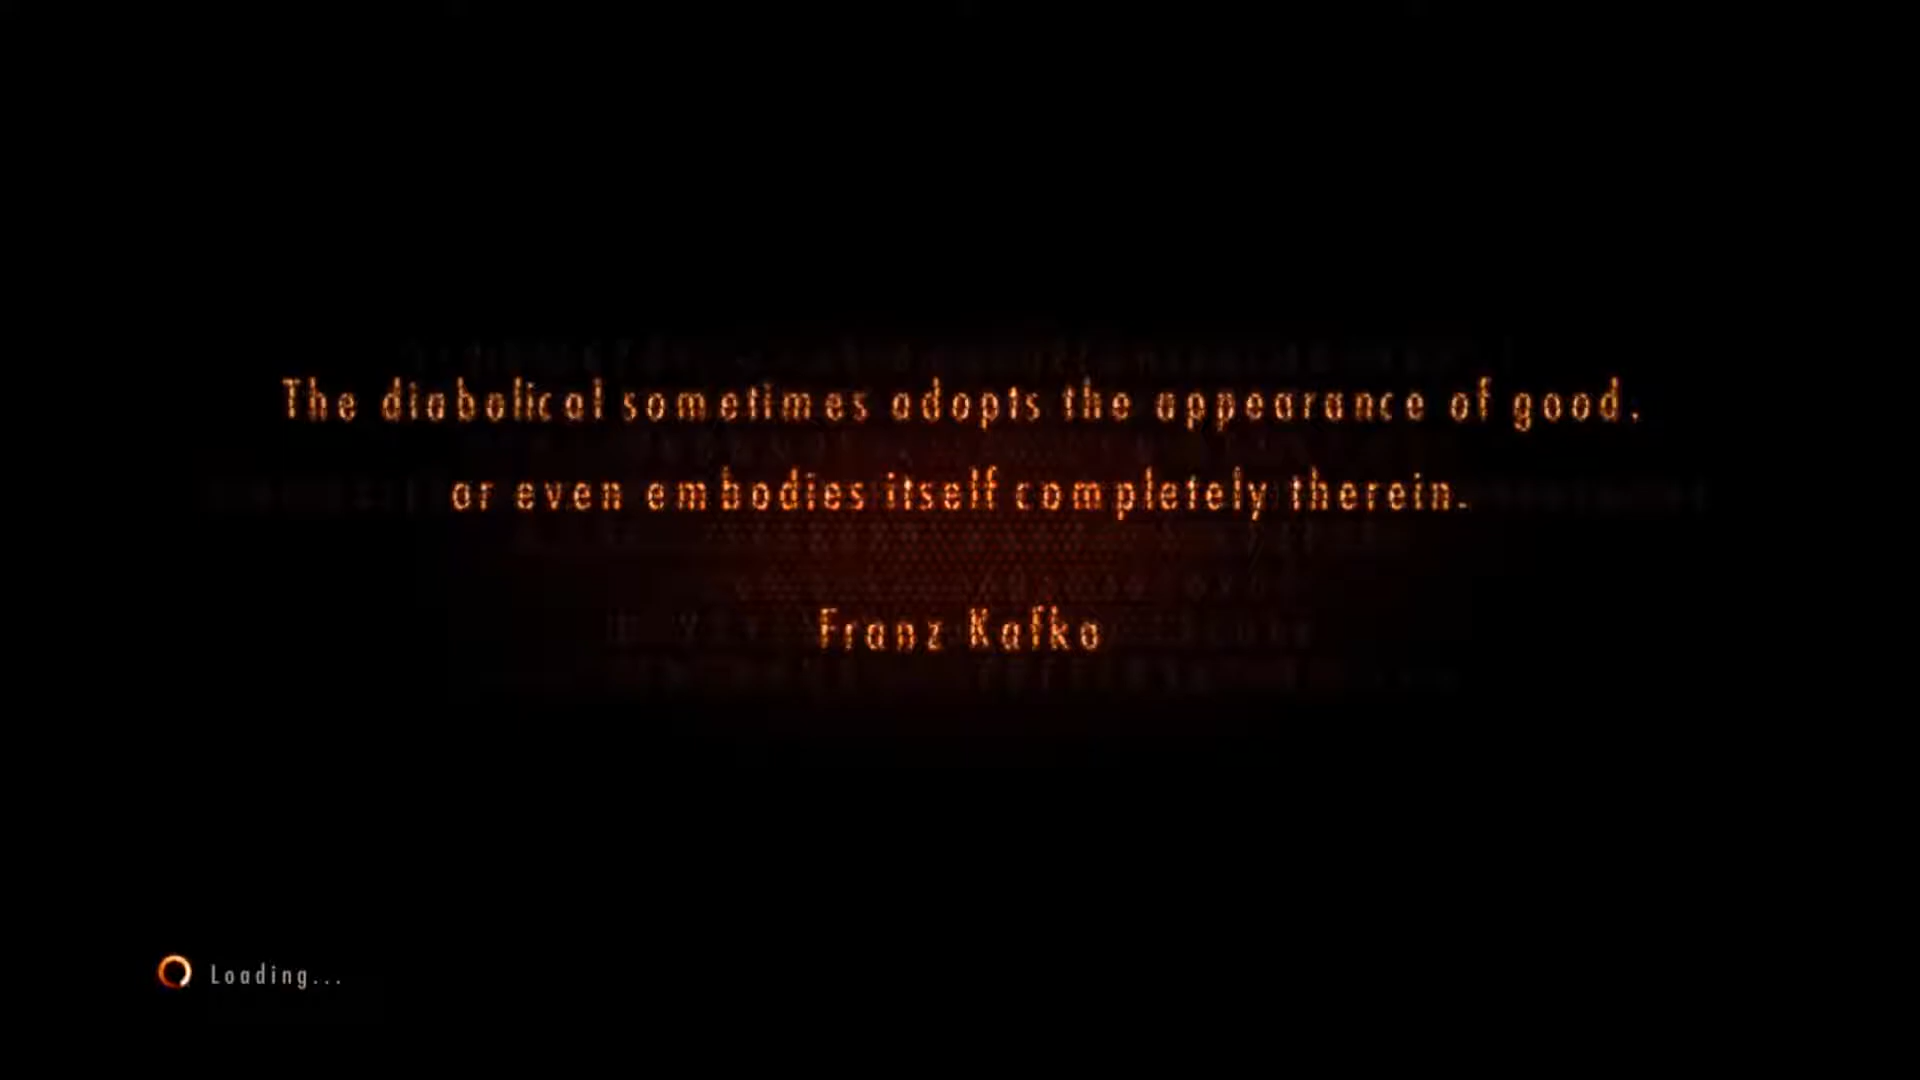 The diabolical sometimes adopts the appearance of good.
or even embodies itself completely therein.
Franz Kafka
Loading...